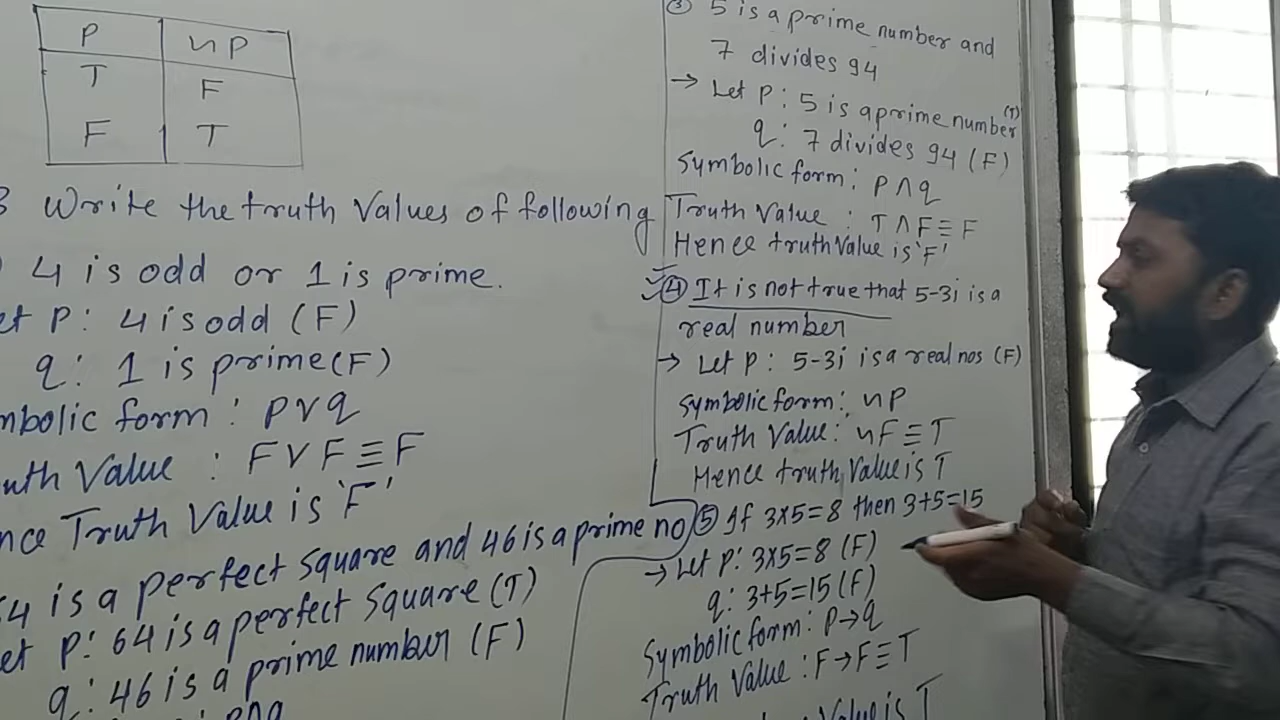 P ∼P
T F
F T
3 Write the truth Values of following
4 is odd or 1 is prime.
et P: 4 is odd (F)
q: 1 is prime(F)
mbolic form: P∨q
uth Value : F∨F≡F
nce Truth Value is 'F'
64 is a perfect square and 46 is a prime no
et P: 64 is a perfect square (T)
q: 46 is a prime number (F)
③ 5 is a prime number and
7 divides 94
→ Let P: 5 is a prime number (T)
q: 7 divides 94 (F)
Symbolic form: P∧q
Truth Value : T∧F≡F
Hence truth value is 'F'
④ It is not true that 5-3i is a
real number
→ Let P: 5-3i is a real nos (F)
Symbolic form: ∼P
Truth Value: ∼F≡T
Hence truth Value is T
⑤ If 3×5=8 then 3+5=15
→ Let P: 3×5=8 (F)
q: 3+5=15 (F)
Symbolic form: P→q
Truth Value: F→F≡T
Value is T